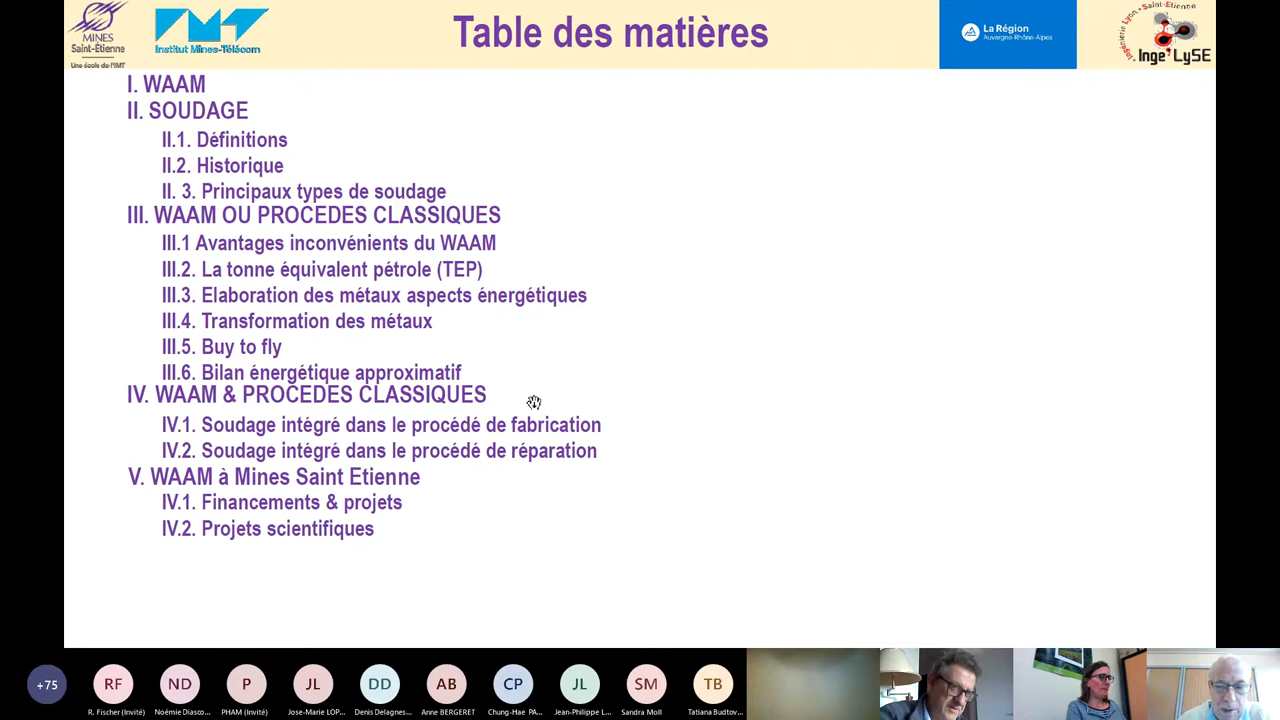 MINES
Saint-Étienne
Une école de l'IMT
IMT
Institut Mines-Télécom
Table des matières
La Région
Auvergne-Rhône-Alpes
Ingénierie Lyon Saint-Etienne
Inge'LySE
I. WAAM
II. SOUDAGE
II.1. Définitions
II.2. Historique
II. 3. Principaux types de soudage
III. WAAM OU PROCEDES CLASSIQUES
III.1 Avantages inconvénients du WAAM
III.2. La tonne équivalent pétrole (TEP)
III.3. Elaboration des métaux aspects énergétiques
III.4. Transformation des métaux
III.5. Buy to fly
III.6. Bilan énergétique approximatif
IV. WAAM & PROCEDES CLASSIQUES
IV.1. Soudage intégré dans le procédé de fabrication
IV.2. Soudage intégré dans le procédé de réparation
V. WAAM à Mines Saint Etienne
IV.1. Financements & projets
IV.2. Projets scientifiques
+75
RF
ND
P
JL
DD
AB
CP
JL
SM
TB
R. Fischer (Invité)
Noémie Diasco...
PHAM (Invité)
Jose-Marie LOP...
Denis Delagnes...
Anne BERGERET
Chung-Hae PA...
Jean-Philippe L...
Sandra Moll
Tatiana Budtov...